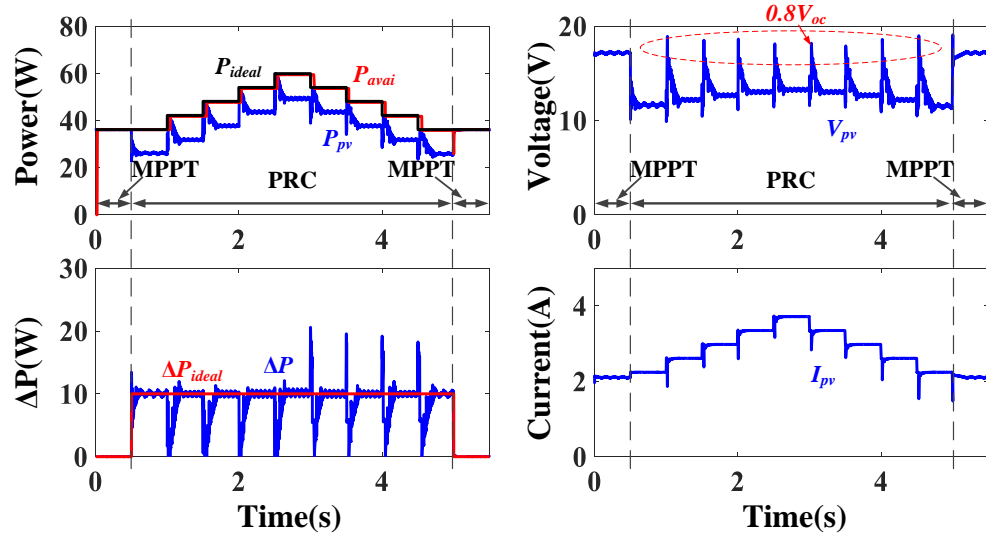 80
60
40
20
0
Power(W)
P_ideal
P_avai
P_pv
MPPT
PRC
MPPT
0
2
4
20
10
0
Voltage(V)
0.8V_oc
V_pv
MPPT
PRC
MPPT
0
2
4
30
20
10
0
ΔP(W)
ΔP_ideal
ΔP
0
2
4
Time(s)
4
2
0
Current(A)
I_pv
0
2
4
Time(s)